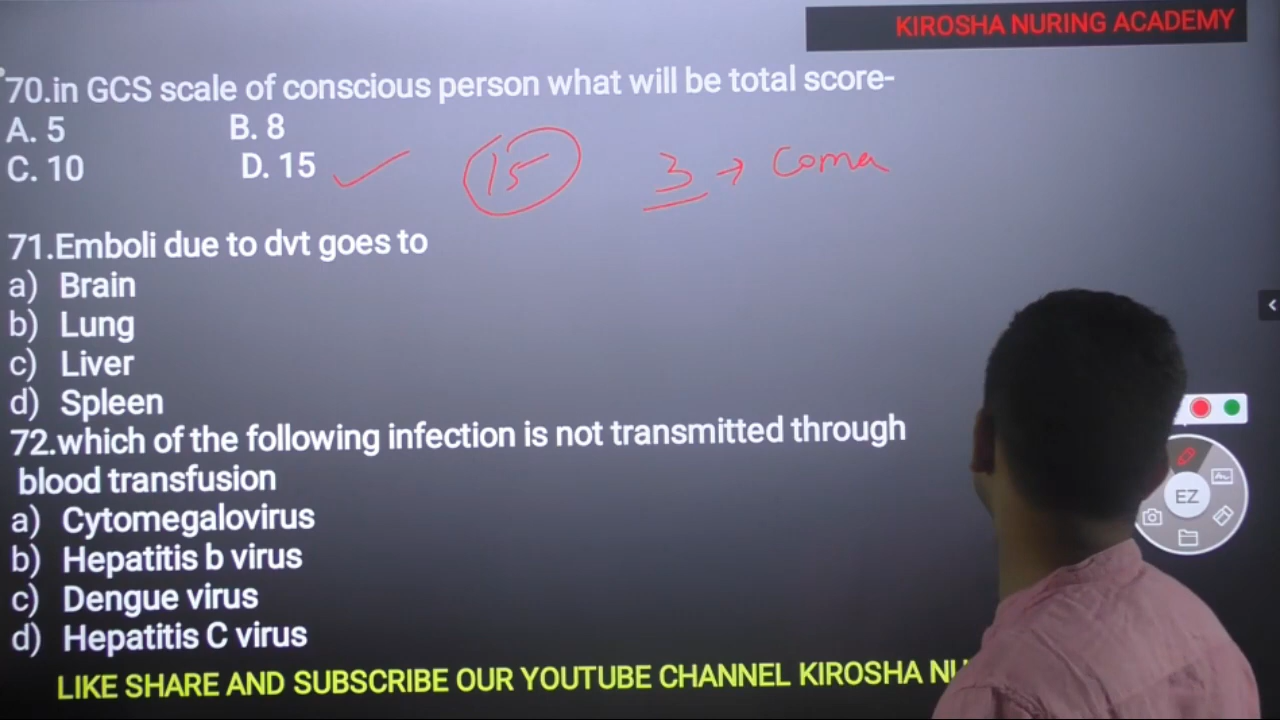 KIROSHA NURING ACADEMY
70.in GCS scale of conscious person what will be total score-
A. 5 B. 8
C. 10 D. 15
15 3 → Coma
71.Emboli due to dvt goes to
a) Brain
b) Lung
c) Liver
d) Spleen
72.which of the following infection is not transmitted through
blood transfusion
a) Cytomegalovirus
b) Hepatitis b virus
c) Dengue virus
d) Hepatitis C virus
EZ
LIKE SHARE AND SUBSCRIBE OUR YOUTUBE CHANNEL KIROSHA